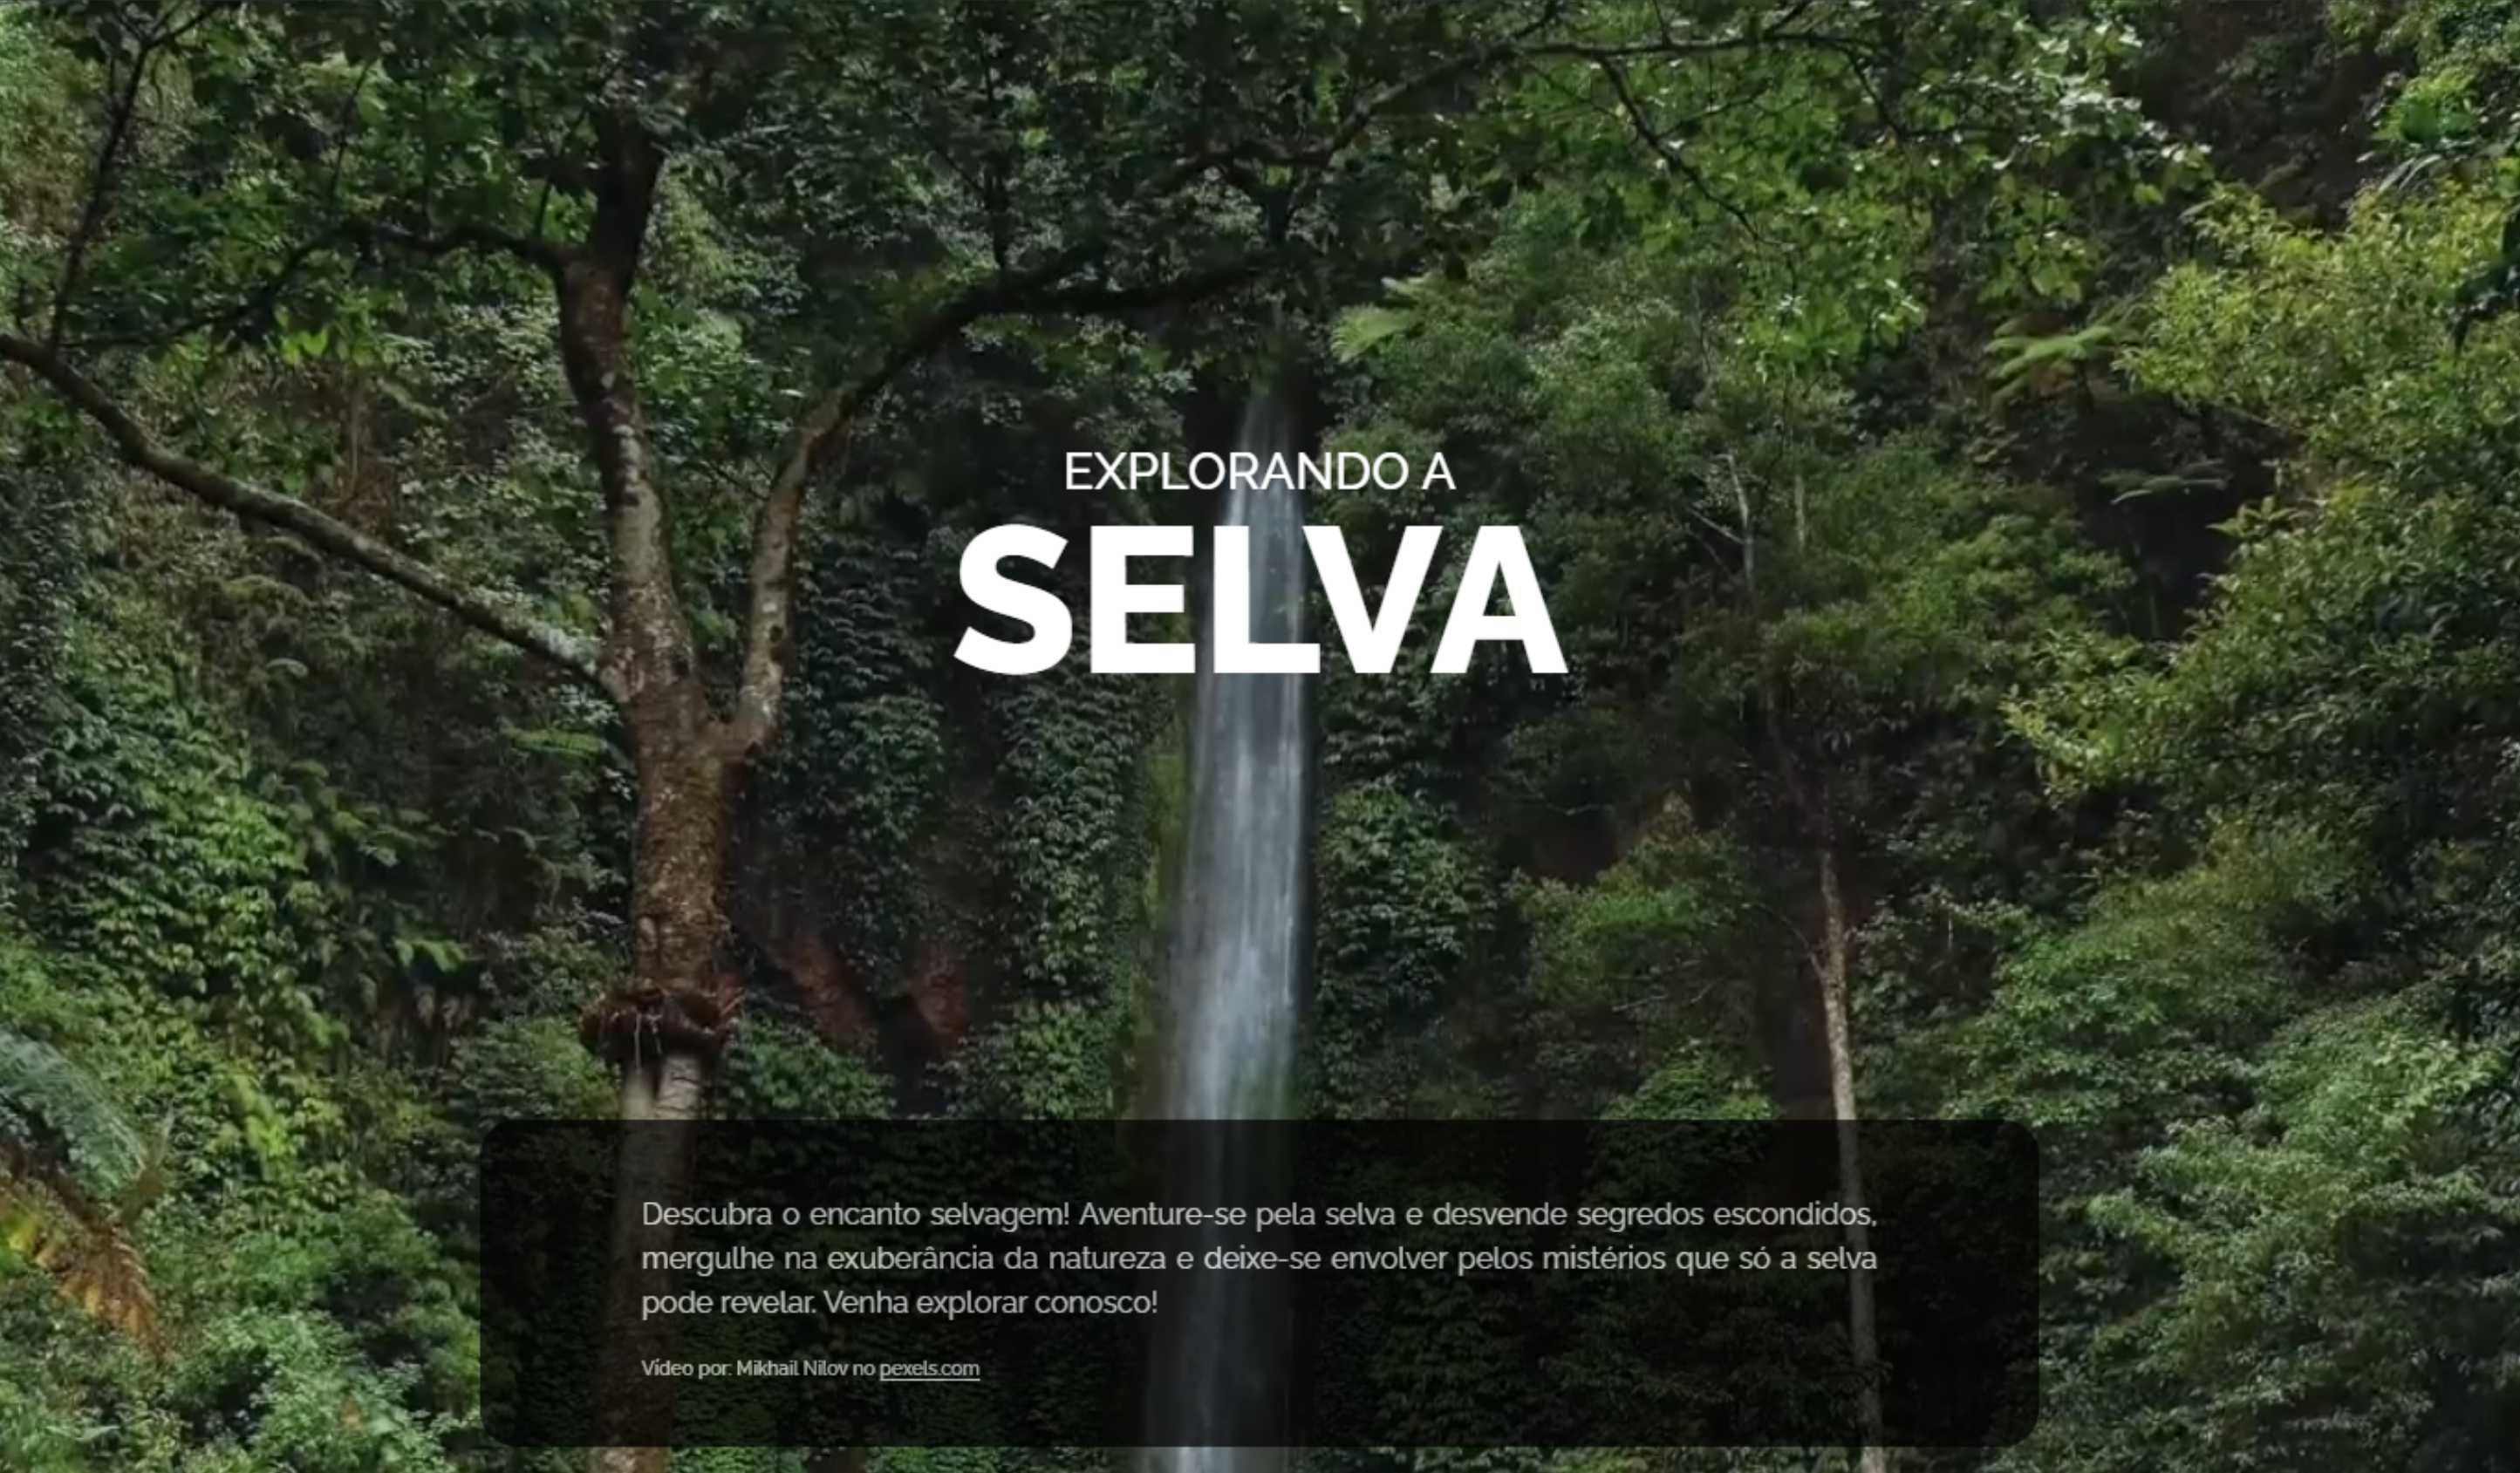 EXPLORANDO A
SELVA
Descubra o encanto selvagem! Aventure-se pela selva e desvende segredos escondidos,
mergulhe na exuberância da natureza e deixe-se envolver pelos mistérios que só a selva
pode revelar. Venha explorar conosco!
Vídeo por: Mikhail Nilov no pexels.com